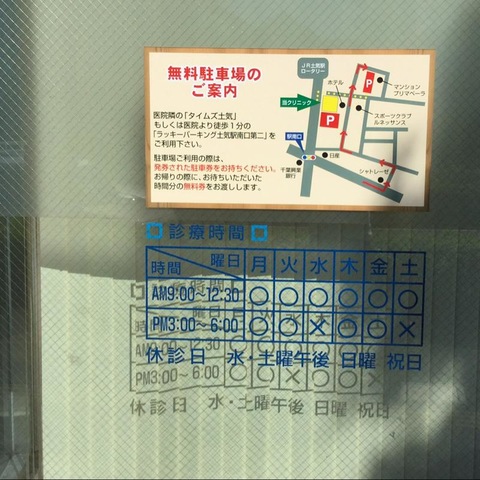 無料駐車場の
ご案内
医院隣の「タイムズ土気」
もしくは医院より徒歩1分の
「ラッキーパーキング土気駅南口第二」を
ご利用下さい。
駐車場ご利用の際は、
発券された駐車券をお持ちください。
お帰りの際に、お持ちいただいた
時間分の無料券をお渡しします。
JR土気駅
ロータリー
ホテル
P
マンション
プリマベーラ
当クリニック
P
スポーツクラブ
ルネッサンス
駅南口
日産
千葉興業
銀行
シャトレーゼ
診療時間
時間 曜日 月 火 水 木 金 土
AM9:00~12:30 ○ ○ ○ ○ ○ ○
PM3:00~6:00 ○ ○ × ○ ○ ×
休診日 水・土曜午後 日曜 祝日